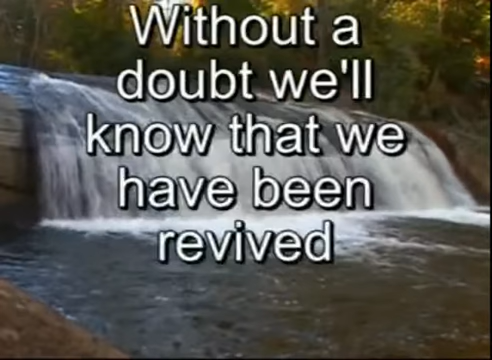 Without a
doubt we'll
know that we
have been
revived